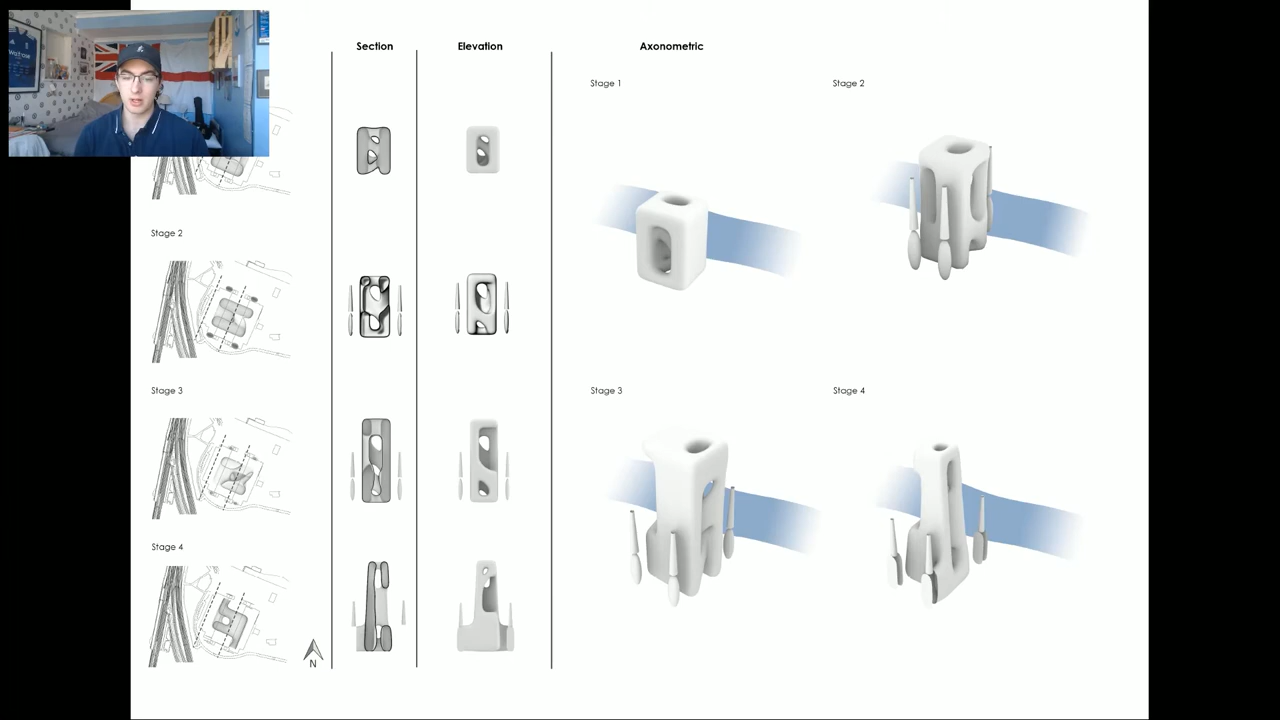 Section
Elevation
Axonometric
Stage 1
Stage 2
Stage 2
Stage 3
Stage 3
Stage 4
Stage 4
N